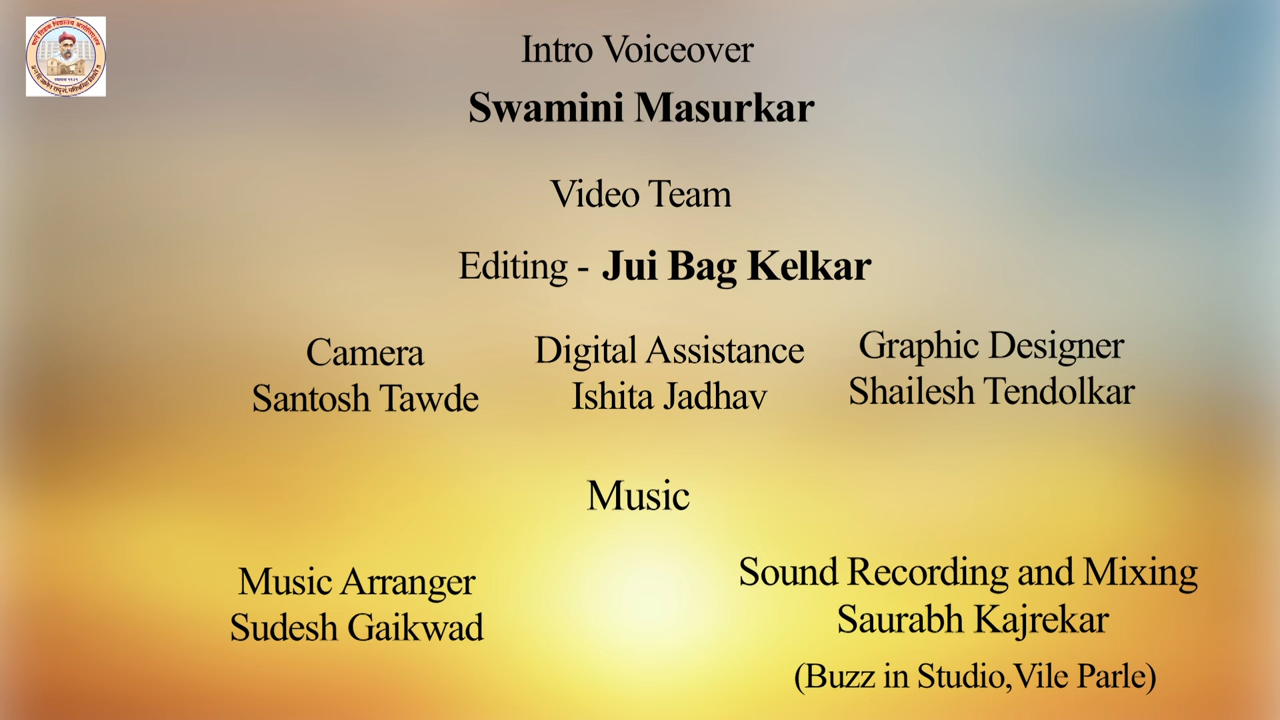 Intro Voiceover
Swamini Masurkar
Video Team
Editing - Jui Bag Kelkar
Camera
Santosh Tawde
Digital Assistance
Ishita Jadhav
Graphic Designer
Shailesh Tendolkar
Music
Music Arranger
Sudesh Gaikwad
Sound Recording and Mixing
Saurabh Kajrekar
(Buzz in Studio,Vile Parle)